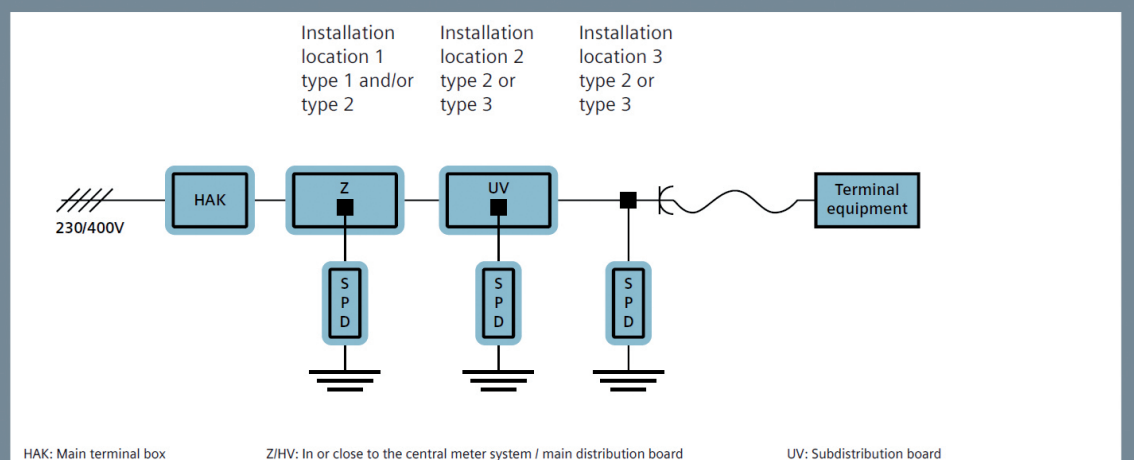 Installation
location 1
type 1 and/or
type 2
Installation
location 2
type 2 or
type 3
Installation
location 3
type 2 or
type 3
230/400V
HAK
Z
UV
Terminal
equipment
S
P
D
S
P
D
S
P
D
HAK: Main terminal box
Z/HV: In or close to the central meter system / main distribution board
UV: Subdistribution board